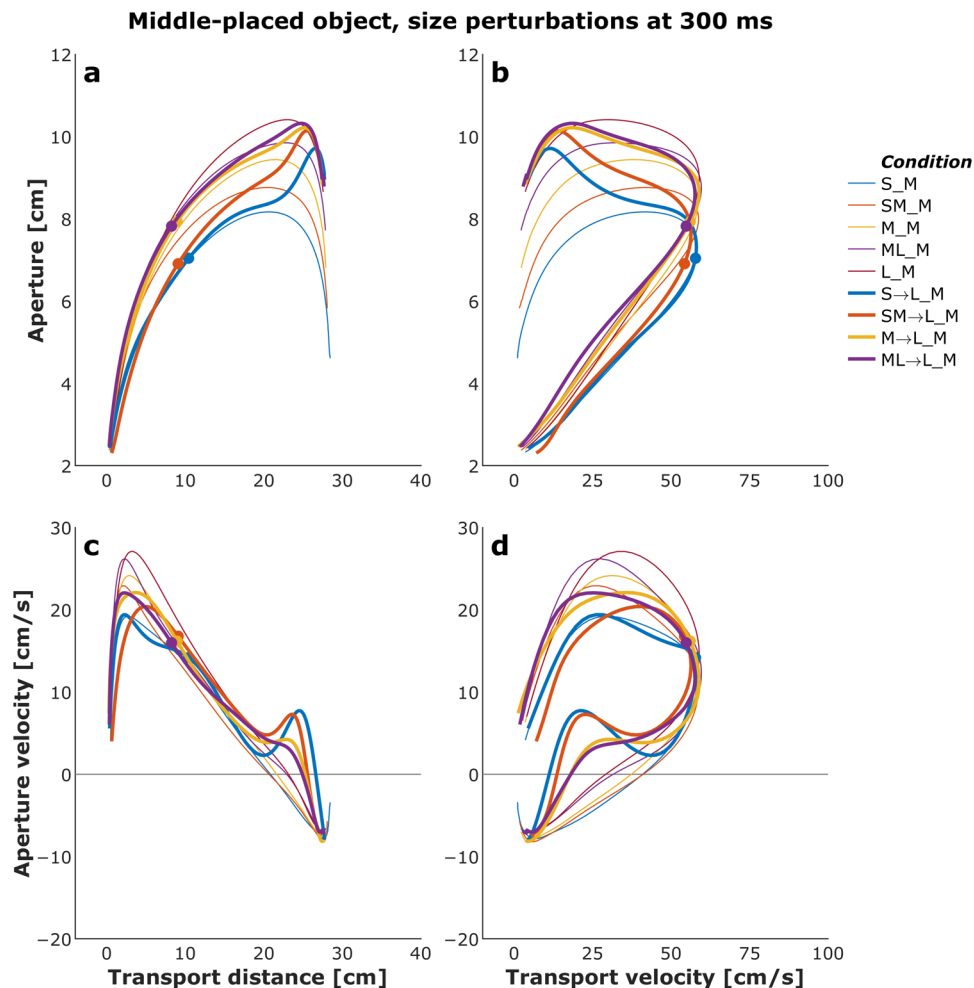 Middle-placed object, size perturbations at 300 ms
a
12
10
8
6
4
2
Aperture [cm]
0
10
20
30
40
b
12
10
8
6
4
2
0
25
50
75
100
Condition
S_M
SM_M
M_M
ML_M
L_M
S→L_M
SM→L_M
M→L_M
ML→L_M
c
30
20
10
0
−10
−20
Aperture velocity [cm/s]
0
10
20
30
40
Transport distance [cm]
d
30
20
10
0
−10
−20
0
25
50
75
100
Transport velocity [cm/s]